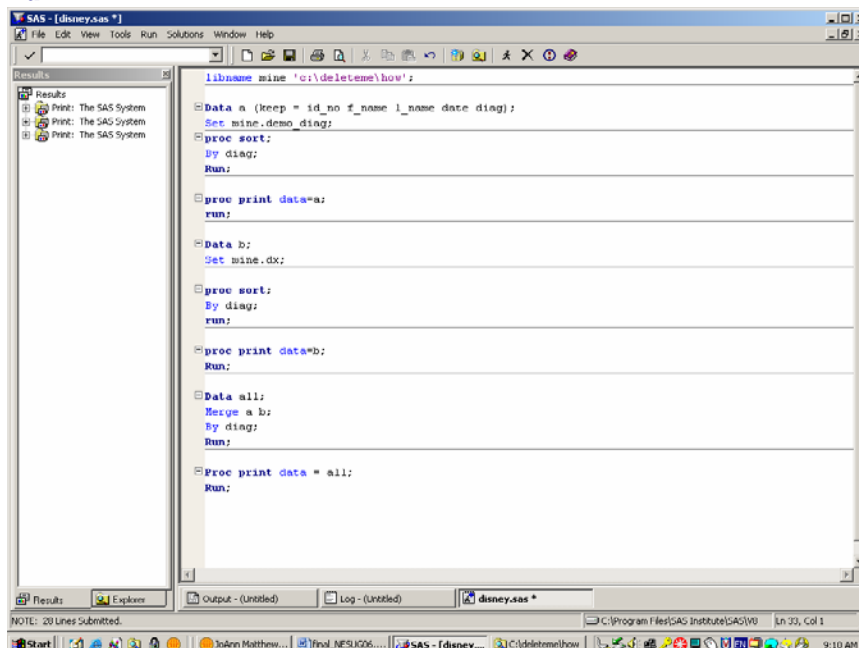 SAS - [disney.sas *]
File Edit View Tools Run Solutions Window Help
Results
Results
Print: The SAS System
Print: The SAS System
Print: The SAS System
libname mine 'c:\deleteme\how';
Data a (keep = id_no f_name l_name date diag);
Set mine.demo_diag;
proc sort;
By diag;
Run;
proc print data=a;
run;
Data b;
Set mine.dx;
proc sort;
By diag;
run;
proc print data=b;
Run;
Data all;
Merge a b;
By diag;
Run;
Proc print data = all;
Run;
Results Explorer Output - (Untitled) Log - (Untitled) disney.sas *
NOTE: 28 Lines Submitted. C:\Program Files\SAS Institute\SAS\V8 Ln 33, Col 1
Start JoAnn Matthew... final_NESUG06.... SAS - [disney.... C:\deleteme\how EN 9:10 AM